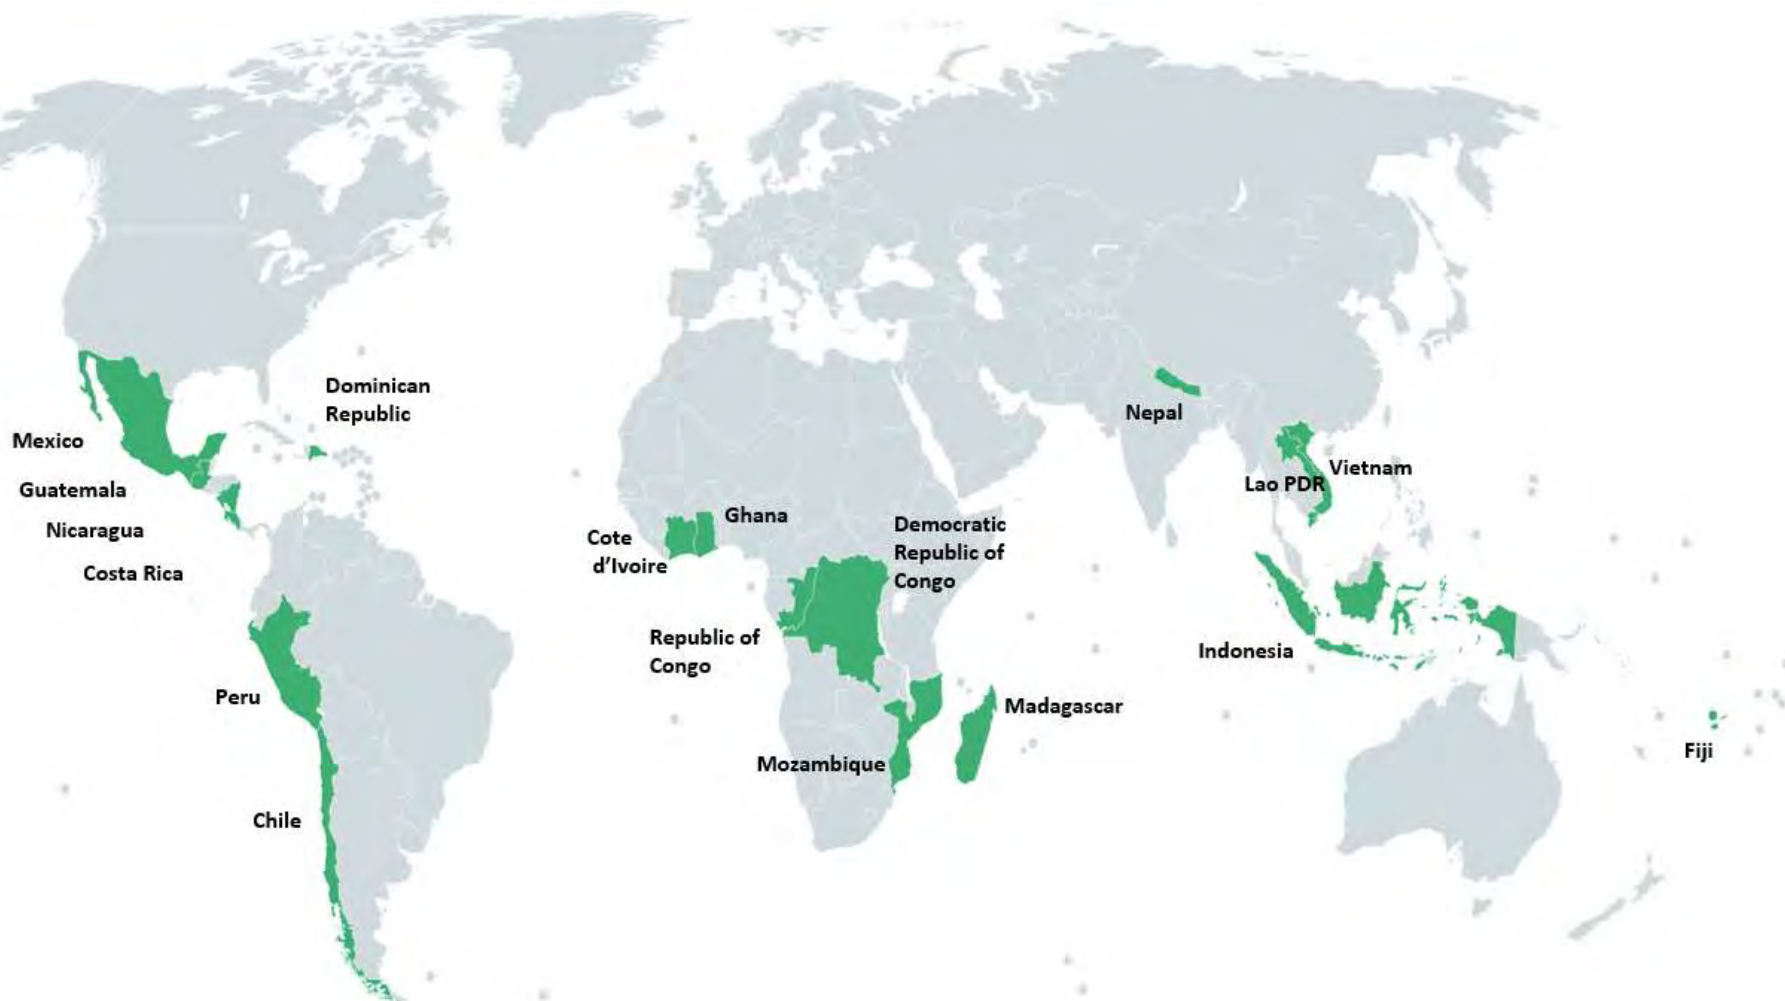 Dominican
Republic
Mexico
Guatemala
Nicaragua
Costa Rica
Peru
Chile
Cote
d’Ivoire
Ghana
Democratic
Republic of
Congo
Republic of
Congo
Mozambique
Madagascar
Nepal
Vietnam
Lao PDR
Indonesia
Fiji